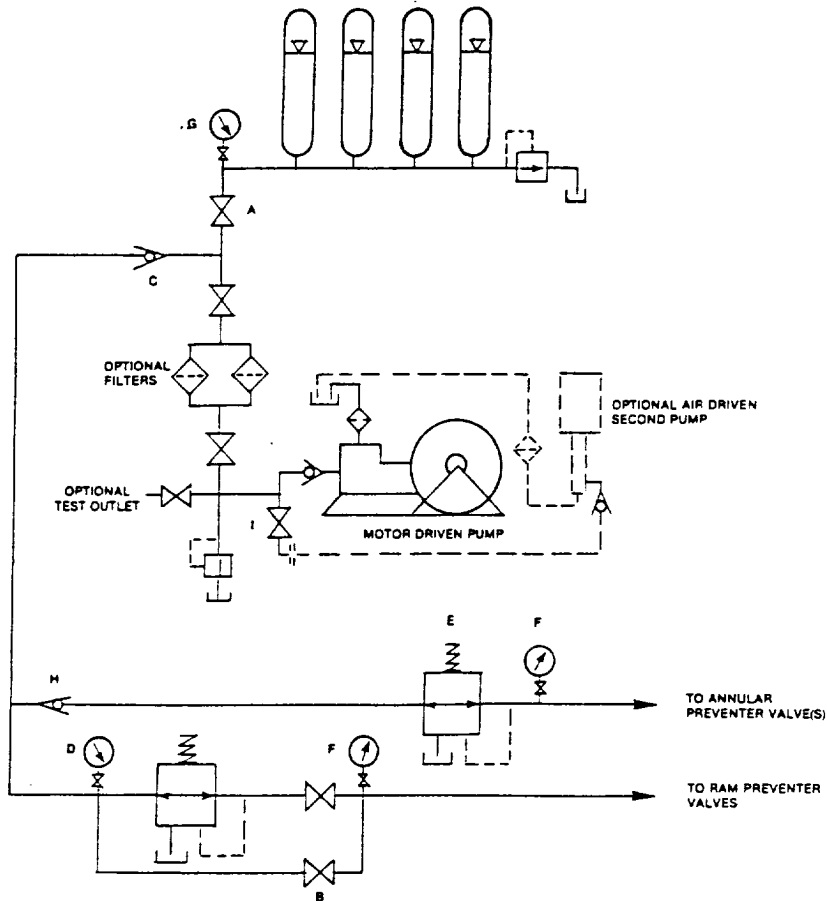 . G
A
C
OPTIONAL
FILTERS
OPTIONAL AIR DRIVEN
SECOND PUMP
OPTIONAL
TEST OUTLET
I
MOTOR DRIVEN PUMP
E
F
H
TO ANNULAR
PREVENTER VALVE(S)
D
F
TO RAM PREVENTER
VALVES
B